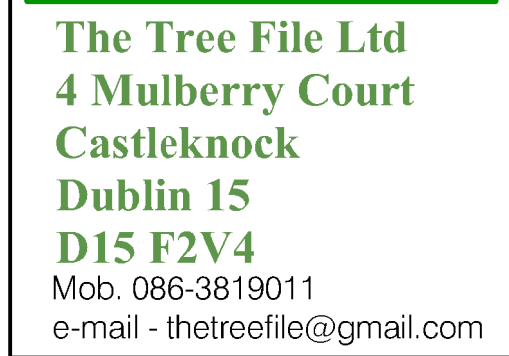 The Tree File Ltd
4 Mulberry Court
Castleknock
Dublin 15
D15 F2V4
Mob. 086-3819011
e-mail - thetreefile@gmail.com